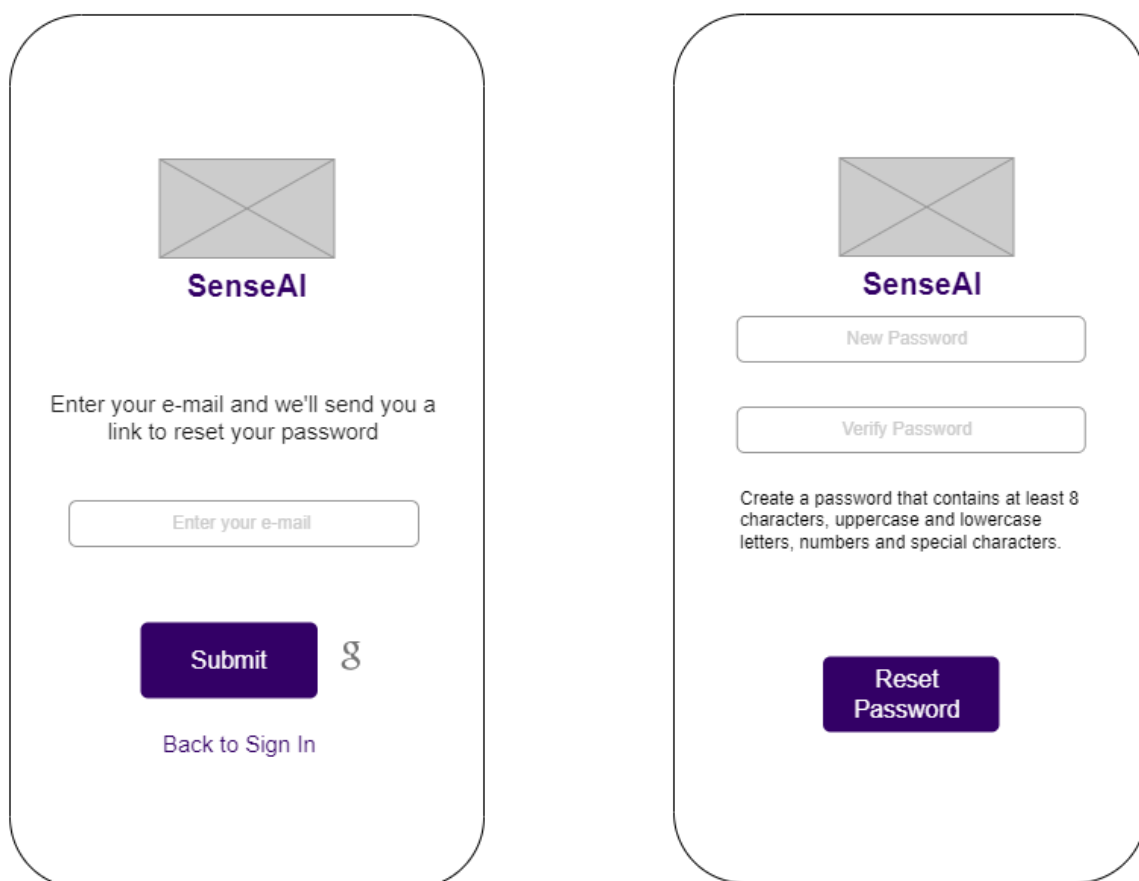 SenseAI
Enter your e-mail and we'll send you a
link to reset your password
Enter your e-mail
Submit
g
Back to Sign In
SenseAI
New Password
Verify Password
Create a password that contains at least 8
characters, uppercase and lowercase
letters, numbers and special characters.
Reset
Password